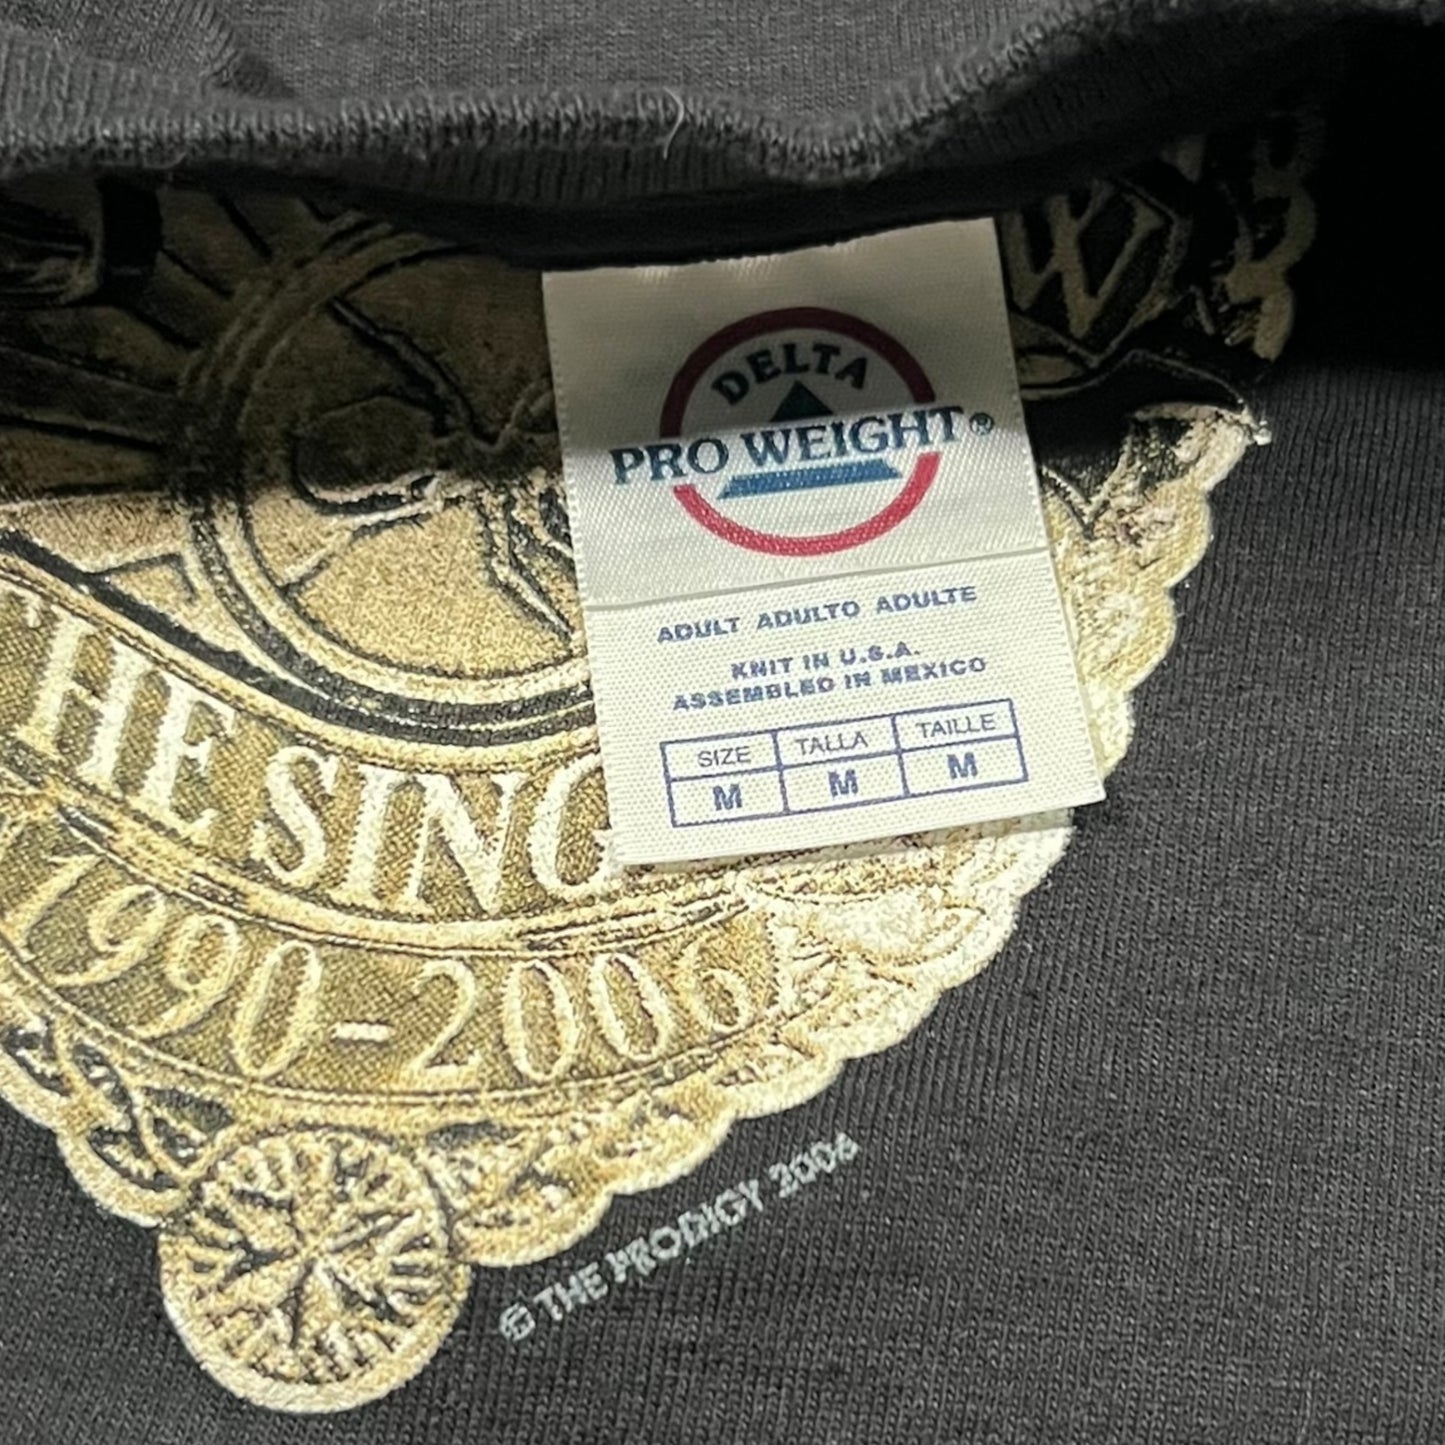 DELTA
PRO WEIGHT®
ADULT ADULTO ADULTE
KNIT IN U.S.A.
ASSEMBLED IN MEXICO
SIZE TALLA TAILLE
M M M
THE SING
1990-2006
© THE PRODIGY 2006